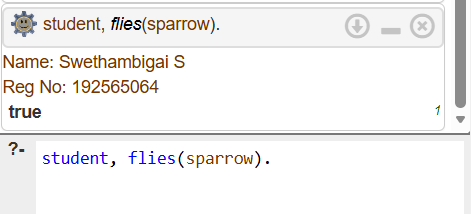 student, flies(sparrow).
Name: Swethambigai S
Reg No: 192565064
true
1
?- student, flies(sparrow).